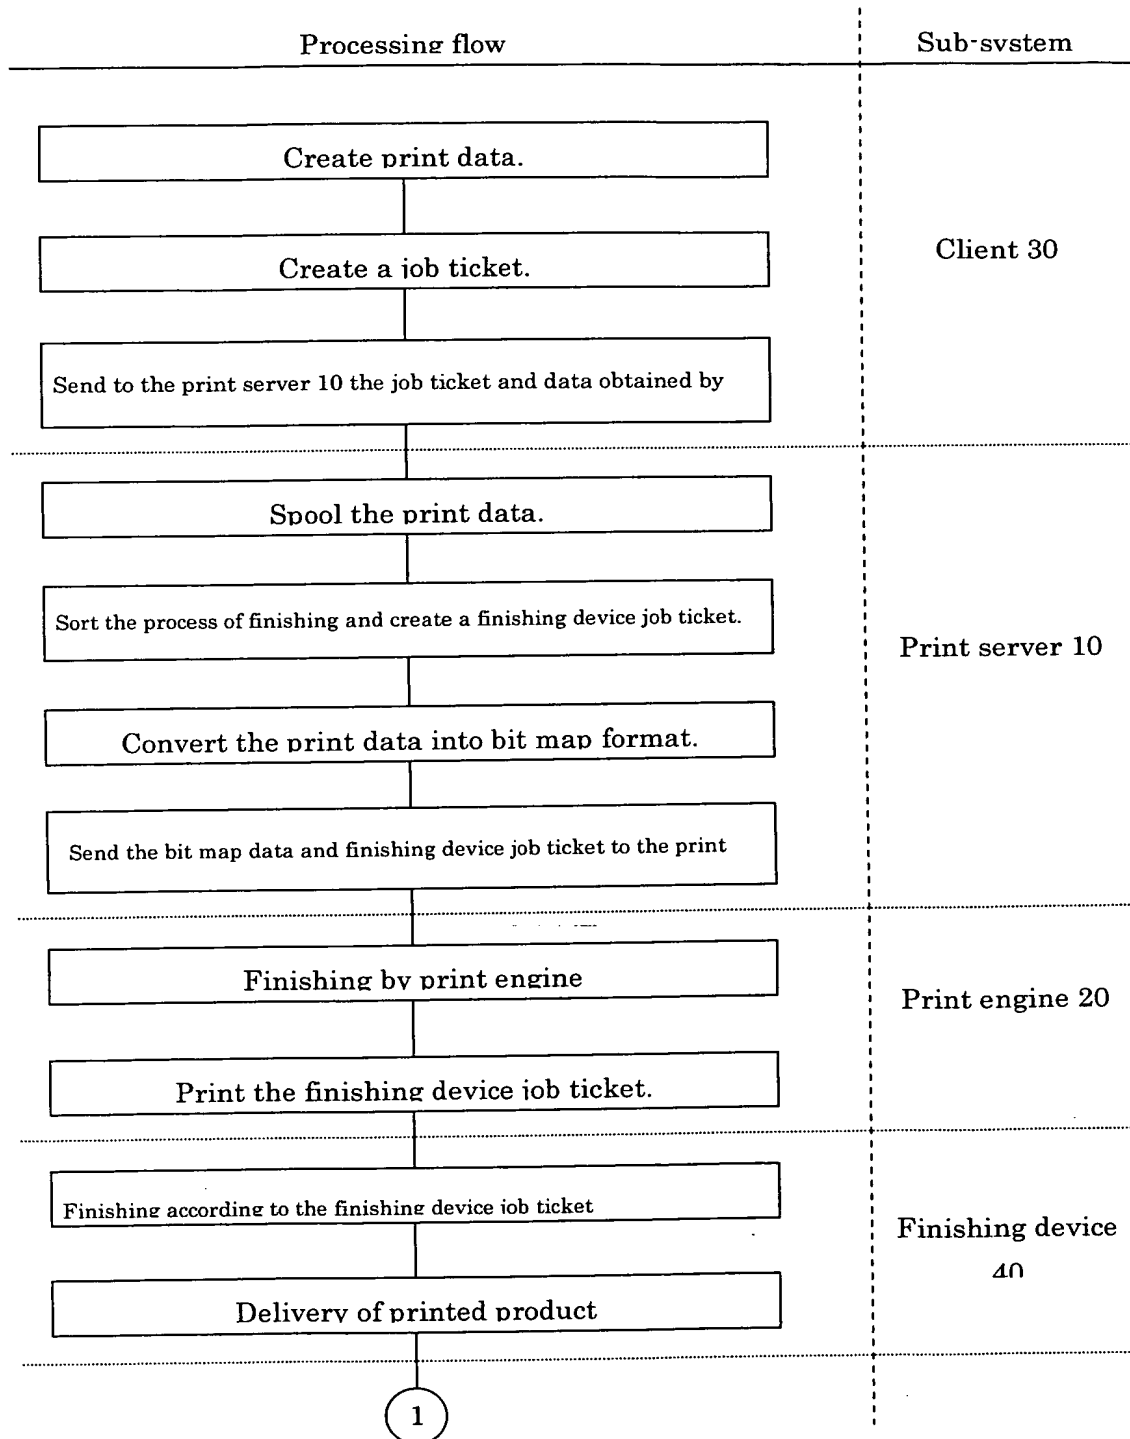 Processing flow
Sub-system
Create print data.
Create a job ticket.
Client 30
Send to the print server 10 the job ticket and data obtained by
Spool the print data.
Sort the process of finishing and create a finishing device job ticket.
Print server 10
Convert the print data into bit map format.
Send the bit map data and finishing device job ticket to the print
Finishing by print engine
Print engine 20
Print the finishing device job ticket.
Finishing according to the finishing device job ticket
Finishing device
40
Delivery of printed product
1